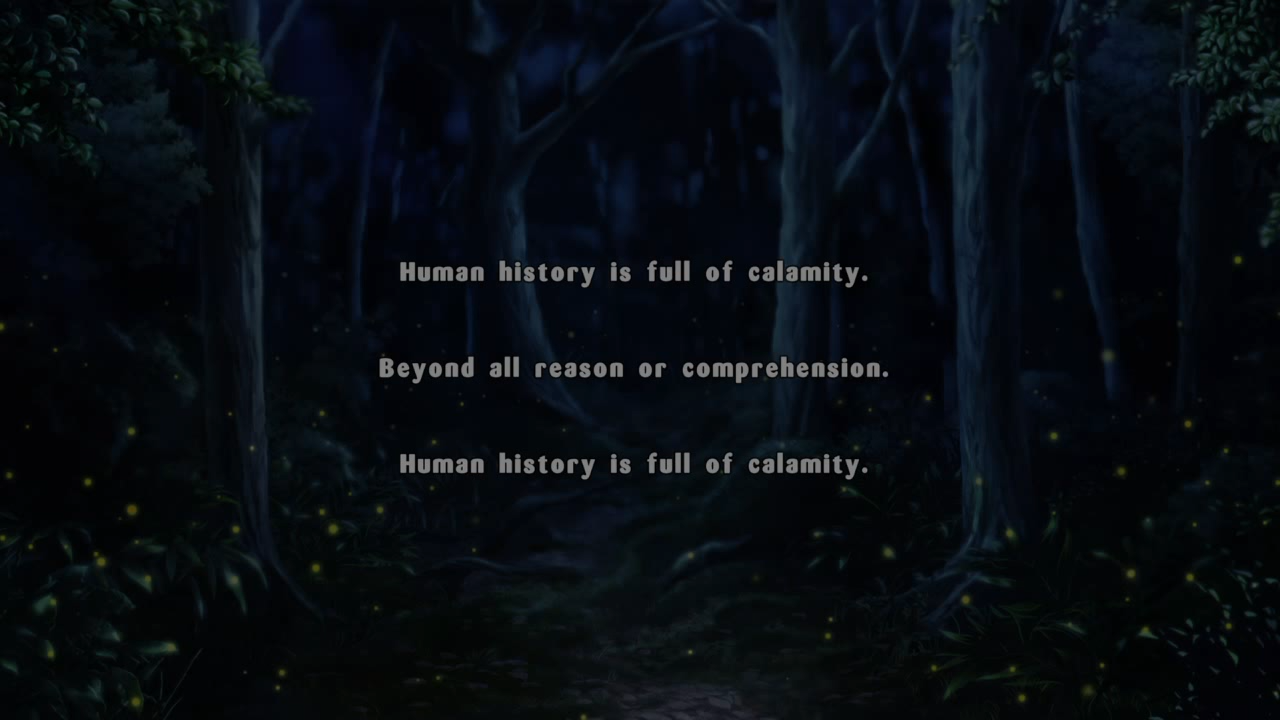 Human history is full of calamity.
Beyond all reason or comprehension.
Human history is full of calamity.